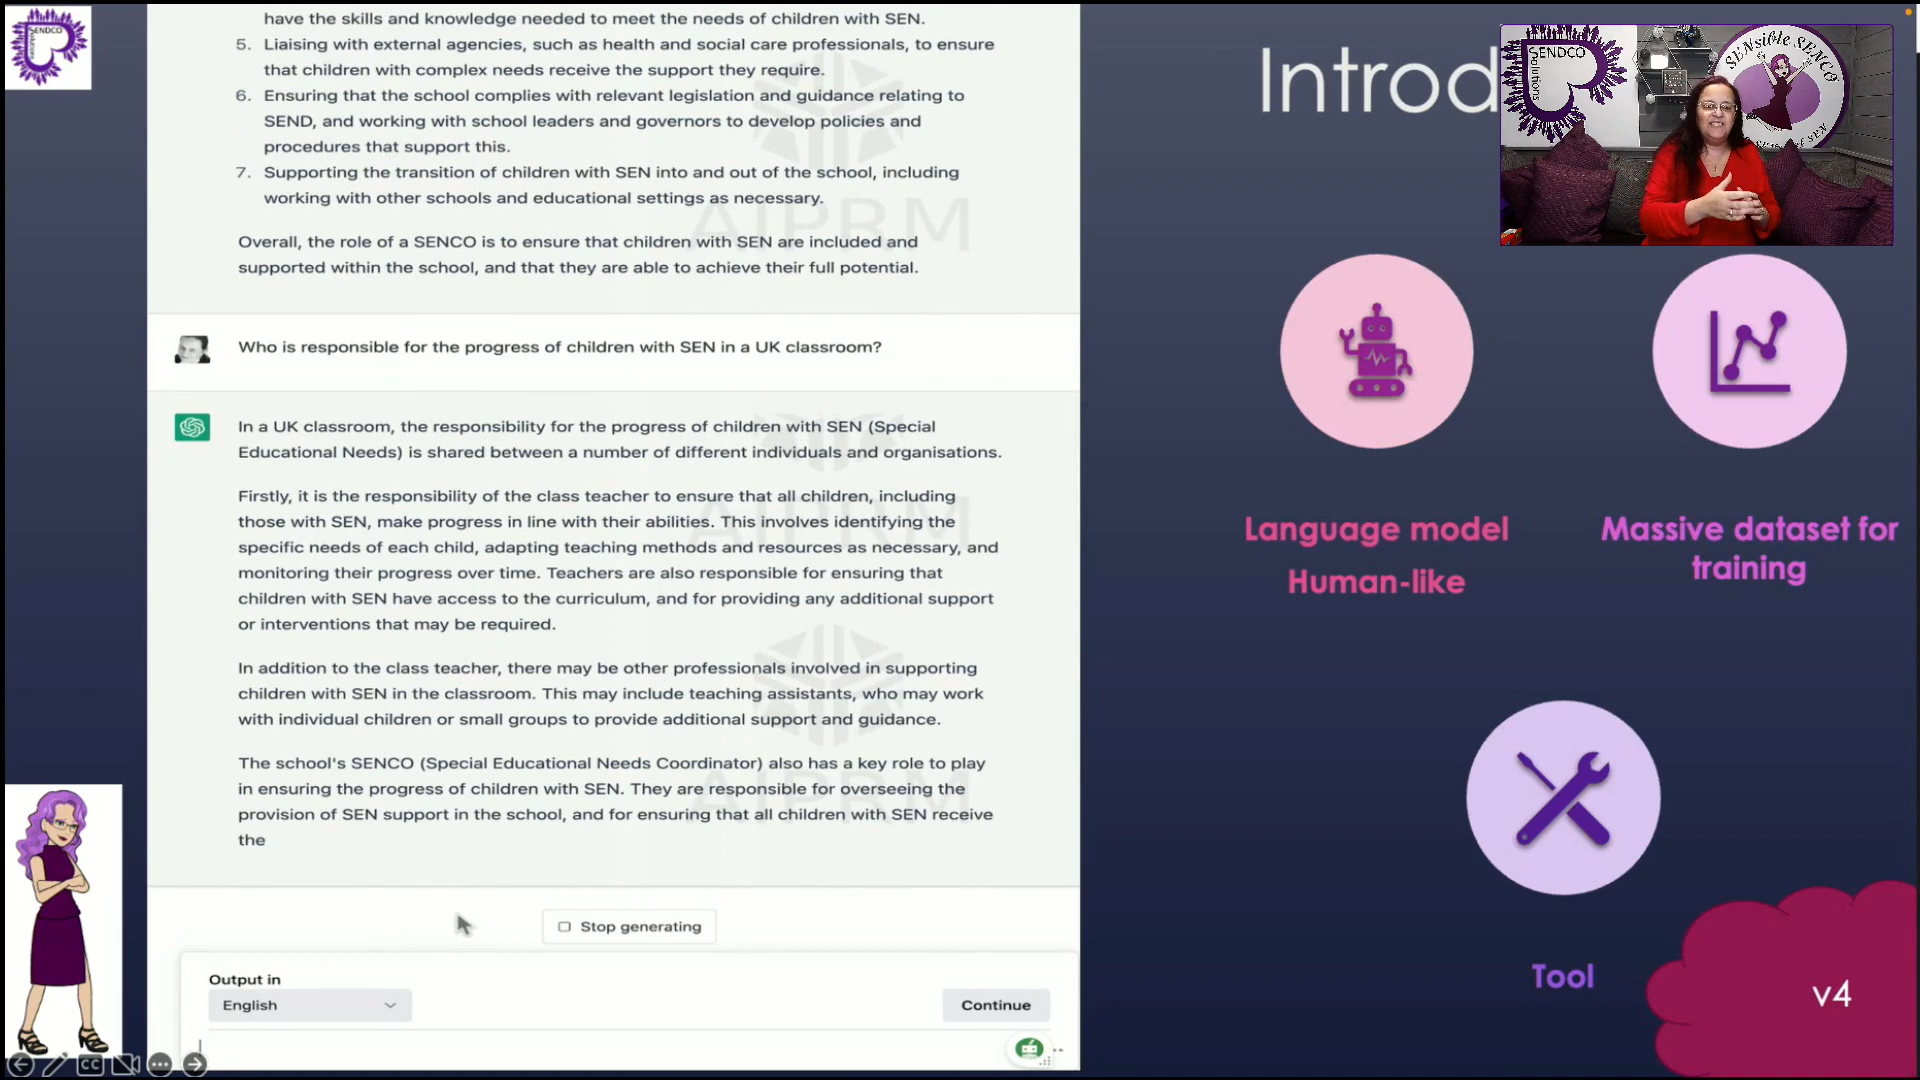 have the skills and knowledge needed to meet the needs of children with SEN.
5. Liaising with external agencies, such as health and social care professionals, to ensure
that children with complex needs receive the support they require.
6. Ensuring that the school complies with relevant legislation and guidance relating to
SEND, and working with school leaders and governors to develop policies and
procedures that support this.
7. Supporting the transition of children with SEN into and out of the school, including
working with other schools and educational settings as necessary.
Overall, the role of a SENCO is to ensure that children with SEN are included and
supported within the school, and that they are able to achieve their full potential.
Who is responsible for the progress of children with SEN in a UK classroom?
In a UK classroom, the responsibility for the progress of children with SEN (Special
Educational Needs) is shared between a number of different individuals and organisations.
Firstly, it is the responsibility of the class teacher to ensure that all children, including
those with SEN, make progress in line with their abilities. This involves identifying the
specific needs of each child, adapting teaching methods and resources as necessary, and
monitoring their progress over time. Teachers are also responsible for ensuring that
children with SEN have access to the curriculum, and for providing any additional support
or interventions that may be required.
In addition to the class teacher, there may be other professionals involved in supporting
children with SEN in the classroom. This may include teaching assistants, who may work
with individual children or small groups to provide additional support and guidance.
The school's SENCO (Special Educational Needs Coordinator) also has a key role to play
in ensuring the progress of children with SEN. They are responsible for overseeing the
provision of SEN support in the school, and for ensuring that all children with SEN receive
the
Stop generating
Output in
English
Continue
AIPRM
AIPRM
AIPRM
CC
SENDCO
Introd
SENDCO
Solutions
SENsible SENCO
Language model
Human-like
Massive dataset for
training
Tool
v4